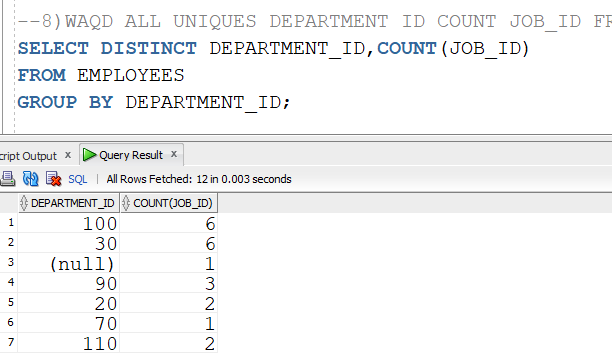 --8)WAQD ALL UNIQUES DEPARTMENT ID COUNT JOB_ID FR
SELECT DISTINCT DEPARTMENT_ID,COUNT(JOB_ID)
FROM EMPLOYEES
GROUP BY DEPARTMENT_ID;
cript Output x Query Result x
SQL | All Rows Fetched: 12 in 0.003 seconds
DEPARTMENT_ID COUNT(JOB_ID)
1 100 6
2 30 6
3 (null) 1
4 90 3
5 20 2
6 70 1
7 110 2